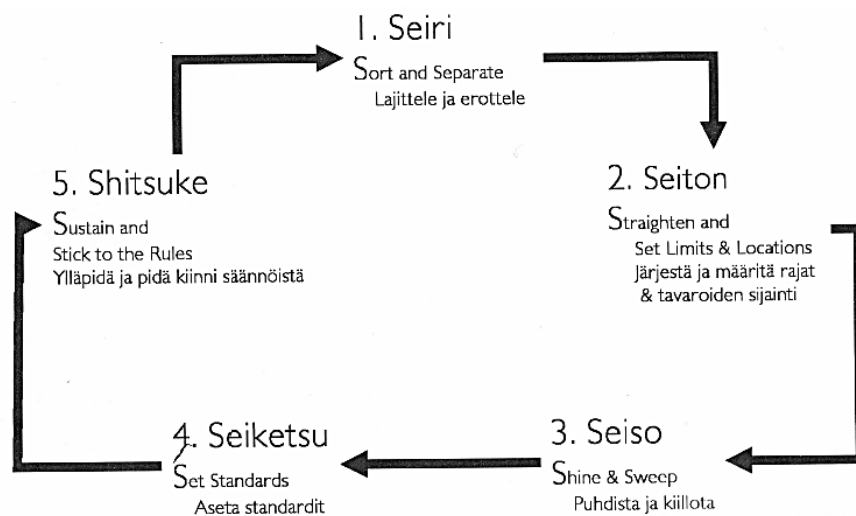 1. Seiri
Sort and Separate
Lajittele ja erottele
2. Seiton
Straighten and
Set Limits & Locations
Järjestä ja määritä rajat
& tavaroiden sijainti
3. Seiso
Shine & Sweep
Puhdista ja kiillota
4. Seiketsu
Set Standards
Aseta standardit
5. Shitsuke
Sustain and
Stick to the Rules
Ylläpidä ja pidä kiinni säännöistä